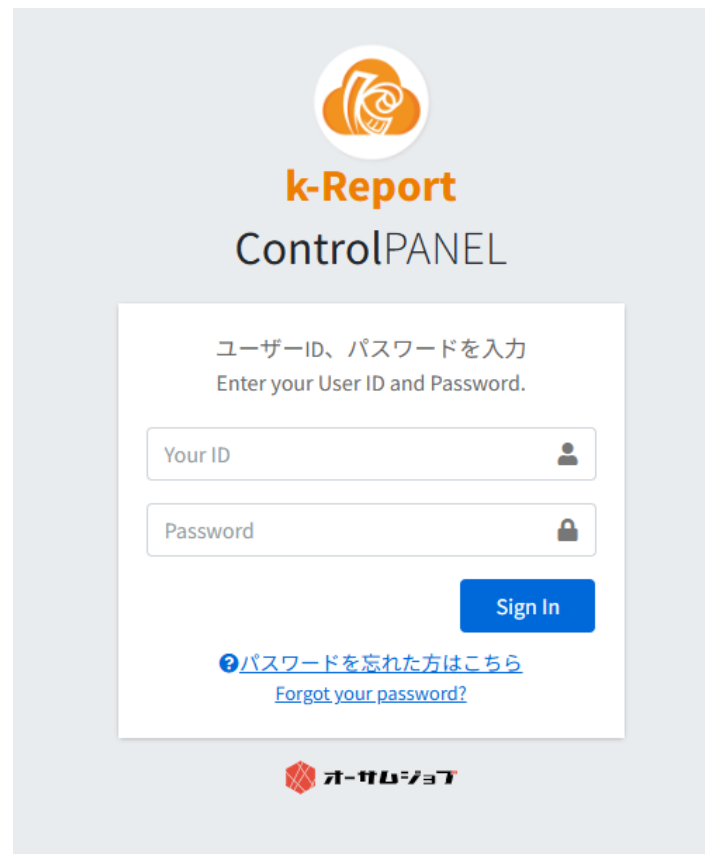 k-Report
ControlPANEL
ユーザーID、パスワードを入力
Enter your User ID and Password.
Your ID
Password
Sign In
パスワードを忘れた方はこちら
Forgot your password?
オーサムジョブ